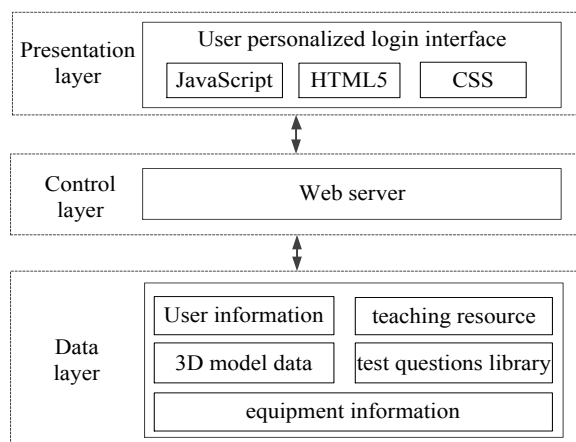 Presentation
layer
User personalized login interface
JavaScript
HTML5
CSS
Control
layer
Web server
Data
layer
User information
teaching resource
3D model data
test questions library
equipment information